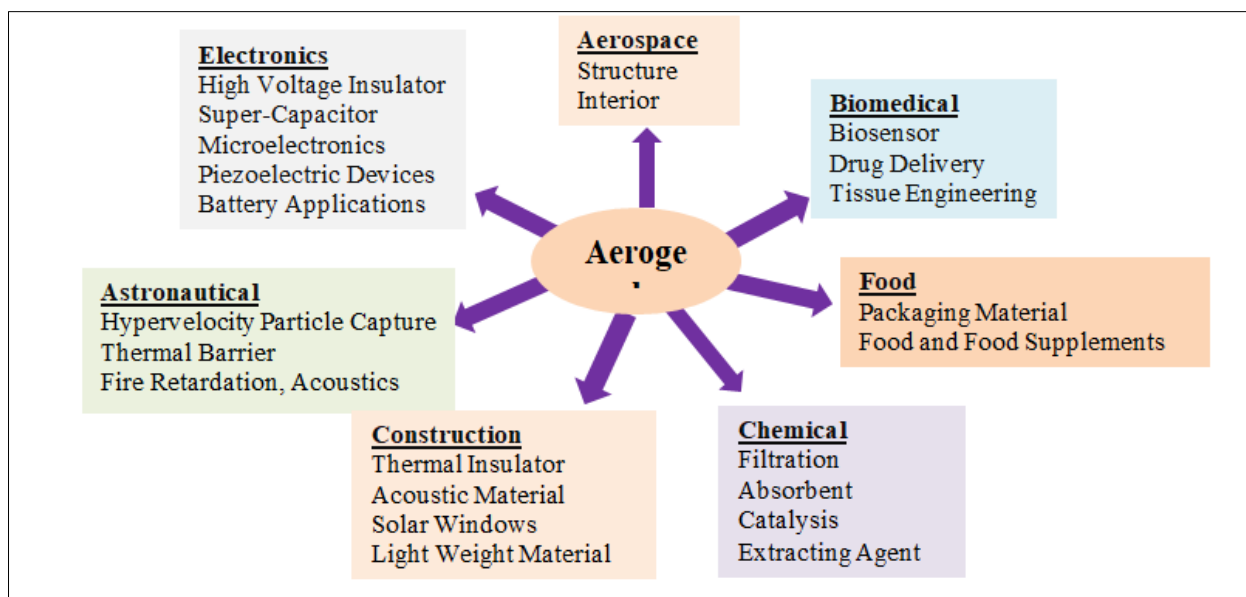 Electronics
High Voltage Insulator
Super-Capacitor
Microelectronics
Piezoelectric Devices
Battery Applications
Aerospace
Structure
Interior
Biomedical
Biosensor
Drug Delivery
Tissue Engineering
Aeroge
l
Astronautical
Hypervelocity Particle Capture
Thermal Barrier
Fire Retardation, Acoustics
Food
Packaging Material
Food and Food Supplements
Construction
Thermal Insulator
Acoustic Material
Solar Windows
Light Weight Material
Chemical
Filtration
Absorbent
Catalysis
Extracting Agent